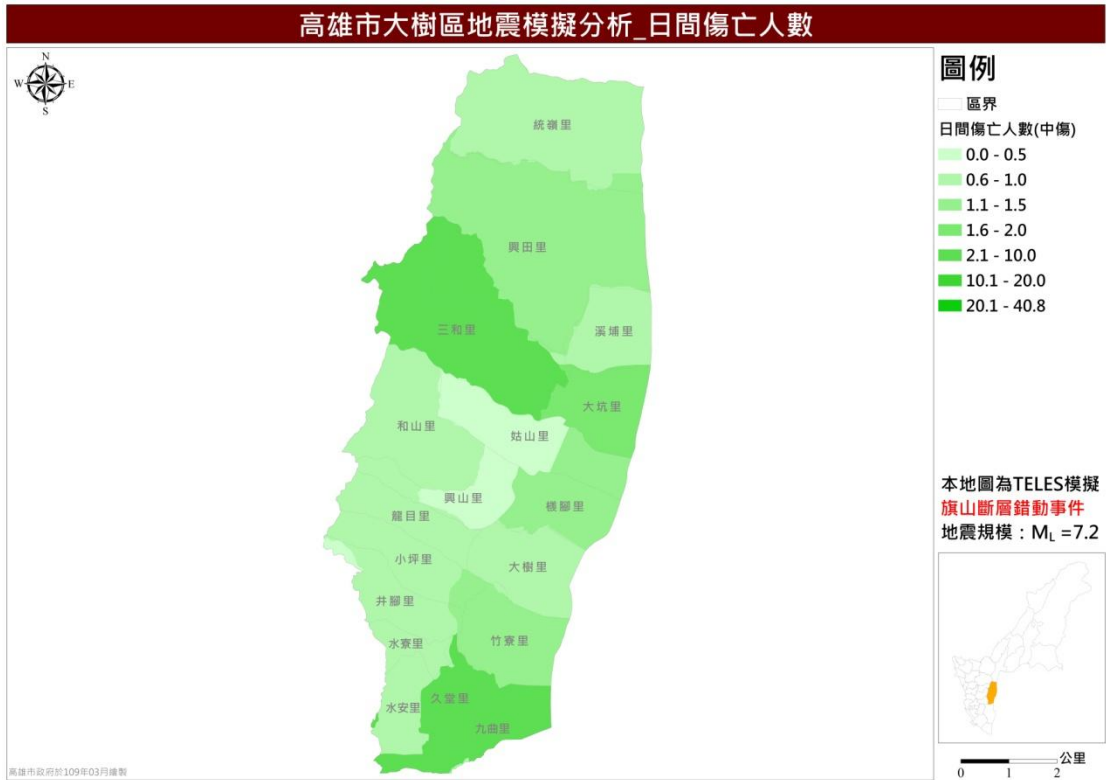 高雄市大樹區地震模擬分析_日間傷亡人數
N
W E
S
圖例
區界
日間傷亡人數(中傷)
0.0 - 0.5
0.6 - 1.0
1.1 - 1.5
1.6 - 2.0
2.1 - 10.0
10.1 - 20.0
20.1 - 40.8
統嶺里
興田里
三和里
溪埔里
大坑里
和山里
姑山里
興山里
檨腳里
龍目里
小坪里
大樹里
井腳里
竹寮里
水寮里
久堂里
水安里
九曲里
本地圖為TELES模擬
旗山斷層錯動事件
地震規模：ML =7.2
公里
0 1 2
高雄市政府於109年03月繪製